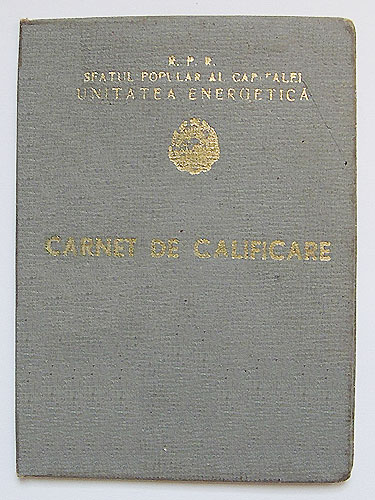 R. P. R.
SFATUL POPULAR AL CAPITALEI
UNITATEA ENERGETICĂ
CARNET DE CALIFICARE